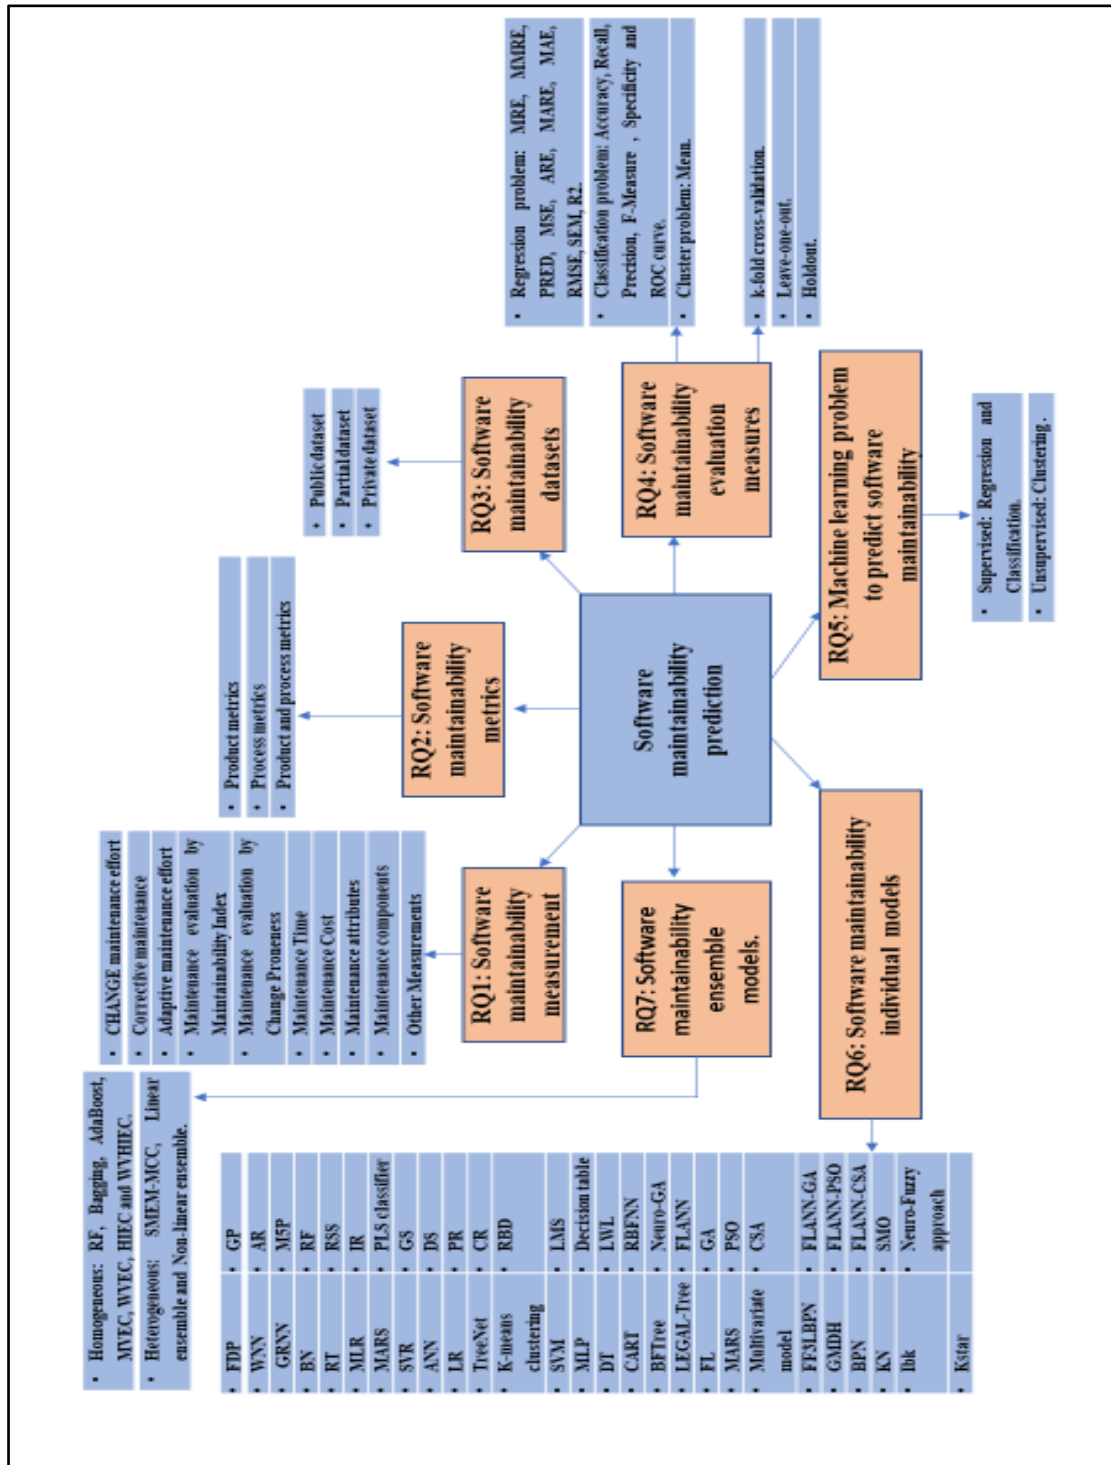 • Homogeneous: RF, Bagging, AdaBoost,
MVEC, WVEC, HIEC and WVHIEC.
• Heterogeneous: SMEM-MCC, Linear
ensemble and Non-linear ensemble.
• CHANGE maintenance effort
• Corrective maintenance
• Adaptive maintenance effort
• Maintenance evaluation by
Maintainability Index
• Maintenance evaluation by
Change Proneness
• Maintenance Time
• Maintenance Cost
• Maintenance attributes
• Maintenance components
• Other Measurements
• Product metrics
• Process metrics
• Product and process metrics
• Public dataset
• Partial dataset
• Private dataset
• Regression problem: MRE, MMRE,
PRED, MSE, ARE, MARE, MAE,
RMSE, SEM, R2.
• Classification problem: Accuracy, Recall,
Precision, F-Measure , Specificity and
ROC curve.
• Cluster problem: Mean.
• k-fold cross-validation.
• Leave-one-out.
• Holdout.
RQ1: Software
maintainability
measurement
RQ2: Software
maintainability
metrics
RQ3: Software
maintainability
datasets
RQ7: Software
maintainability
ensemble
models.
Software
maintainability
prediction
RQ4: Software
maintainability
evaluation
measures
RQ6: Software maintainability
individual models
RQ5: Machine learning problem
to predict software
maintainability
• Supervised: Regression and
Classification.
• Unsupervised: Clustering .
• FDP • GP
• WNN • AR
• GRNN • M5P
• BN • RF
• RT • RSS
• MLR • IR
• MARS • PLS classifier
• SVR • GS
• ANN • DS
• LR • PR
• TreeNet • CR
• K-means • RBD
clustering
• SVM • LMS
• MLP • Decision table
• DT • LWL
• CART • RBFNN
• BFTree • Neuro-GA
• LEGAL-Tree • FLANN
• FL • GA
• MARS • PSO
• Multivariate • CSA
model
• FF3LBPN • FLANN-GA
• GMDH • FLANN-PSO
• BPN • FLANN-CSA
• KN • SMO
• Ibk • Neuro-Fuzzy
approach
• Kstar